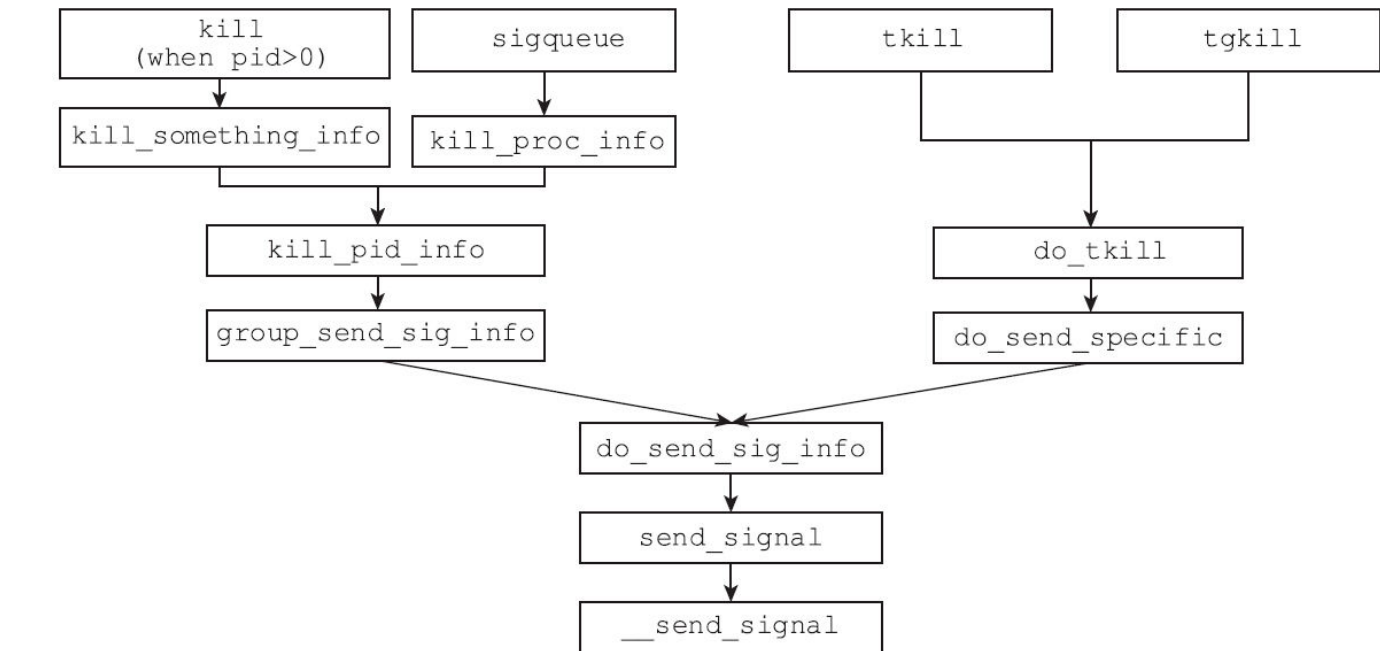 kill
(when pid>0)
sigqueue
tkill
tgkill
kill_something_info
kill_proc_info
kill_pid_info
do_tkill
group_send_sig_info
do_send_specific
do_send_sig_info
send_signal
__send_signal